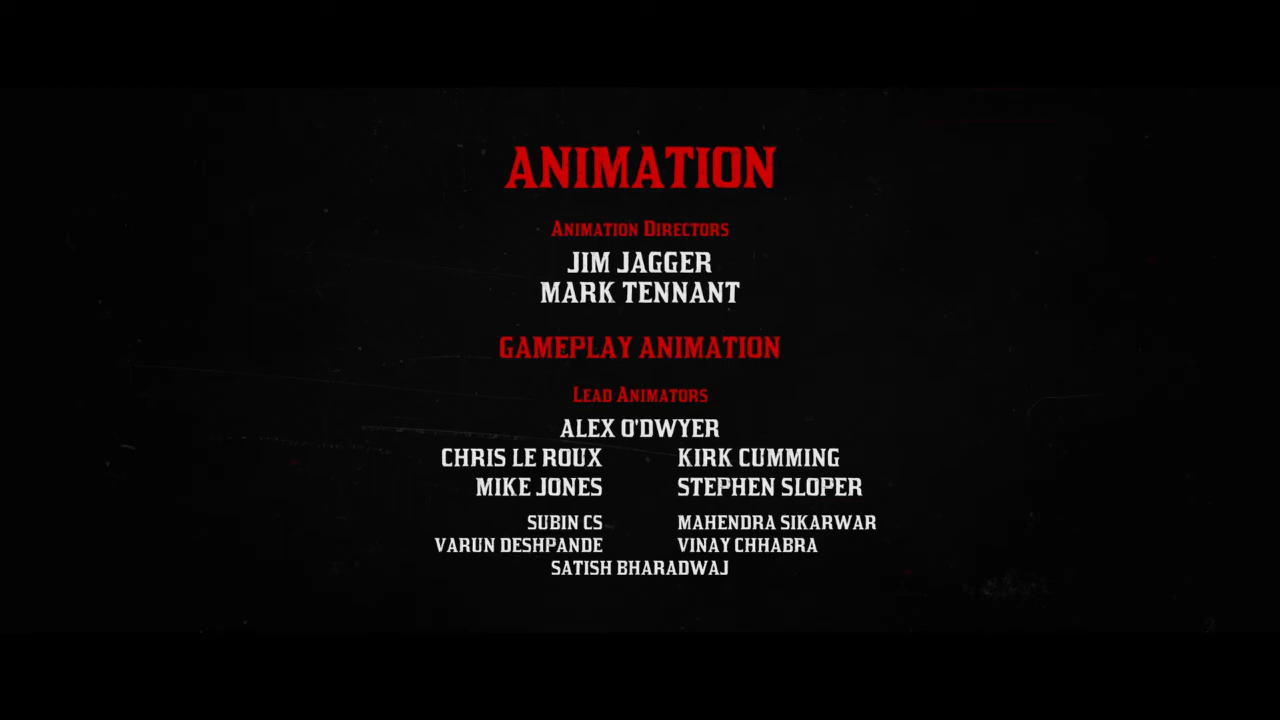 ANIMATION
ANIMATION DIRECTORS
JIM JAGGER
MARK TENNANT
GAMEPLAY ANIMATION
LEAD ANIMATORS
ALEX O'DWYER
CHRIS LE ROUX KIRK CUMMING
MIKE JONES STEPHEN SLOPER
SUBIN CS MAHENDRA SIKARWAR
VARUN DESHPANDE VINAY CHHABRA
SATISH BHARADWAJ